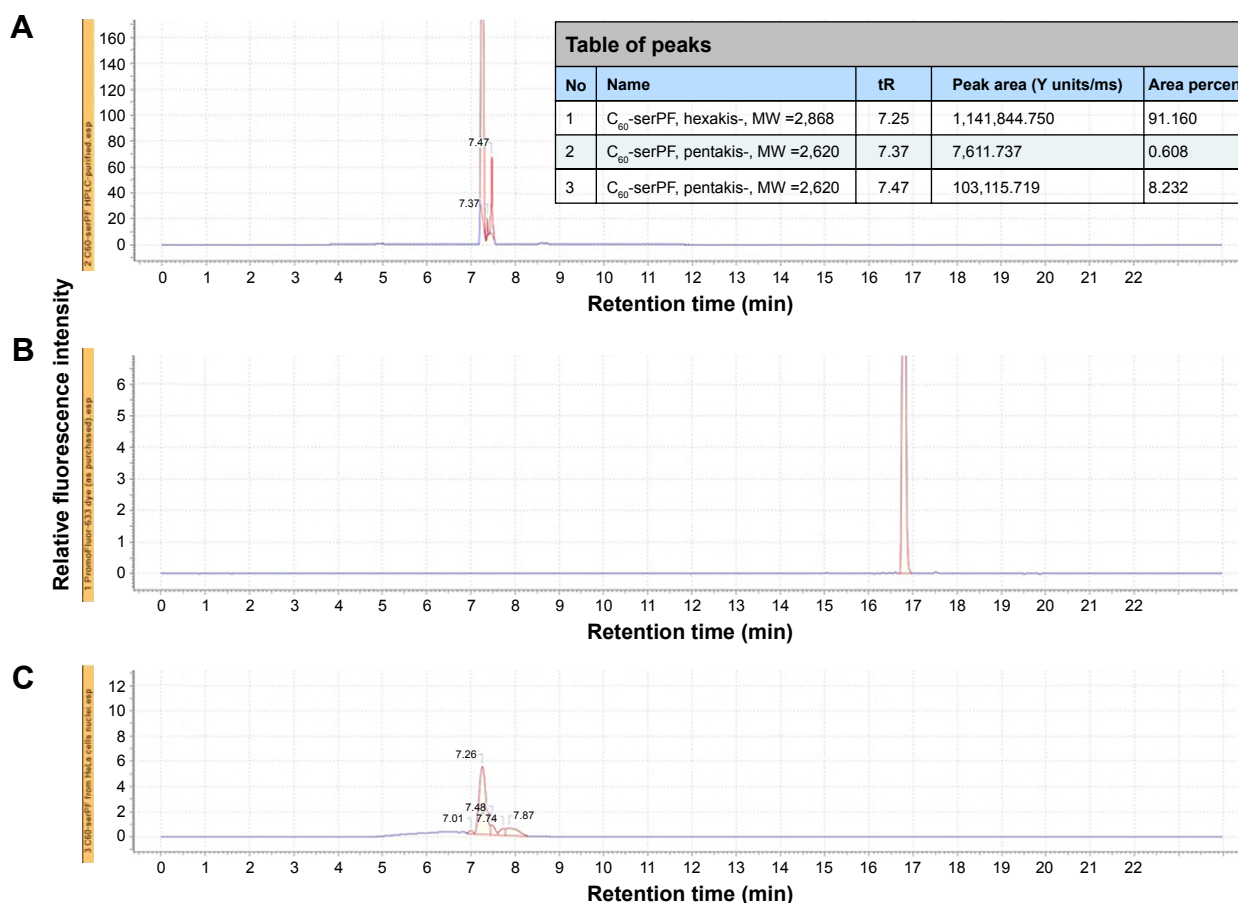 A
2 C60-serPF HPLC-purified.esp
160
140
120
100
80
60
40
20
0
7.47
7.37
Table of peaks
No Name tR Peak area (Y units/ms) Area percen
1 C60-serPF, hexakis-, MW =2,868 7.25 1,141,844.750 91.160
2 C60-serPF, pentakis-, MW =2,620 7.37 7,611.737 0.608
3 C60-serPF, pentakis-, MW =2,620 7.47 103,115.719 8.232
0 1 2 3 4 5 6 7 8 9 10 11 12 13 14 15 16 17 18 19 20 21 22
Retention time (min)
Relative fluorescence intensity
B
1 PromoFluor-633 dye (as purchased).esp
6
5
4
3
2
1
0
0 1 2 3 4 5 6 7 8 9 10 11 12 13 14 15 16 17 18 19 20 21 22
Retention time (min)
C
3 C60-serPF from HeLa cells nuclei.esp
12
10
8
6
4
2
0
7.26
7.48
7.01 7.74 7.87
0 1 2 3 4 5 6 7 8 9 10 11 12 13 14 15 16 17 18 19 20 21 22
Retention time (min)